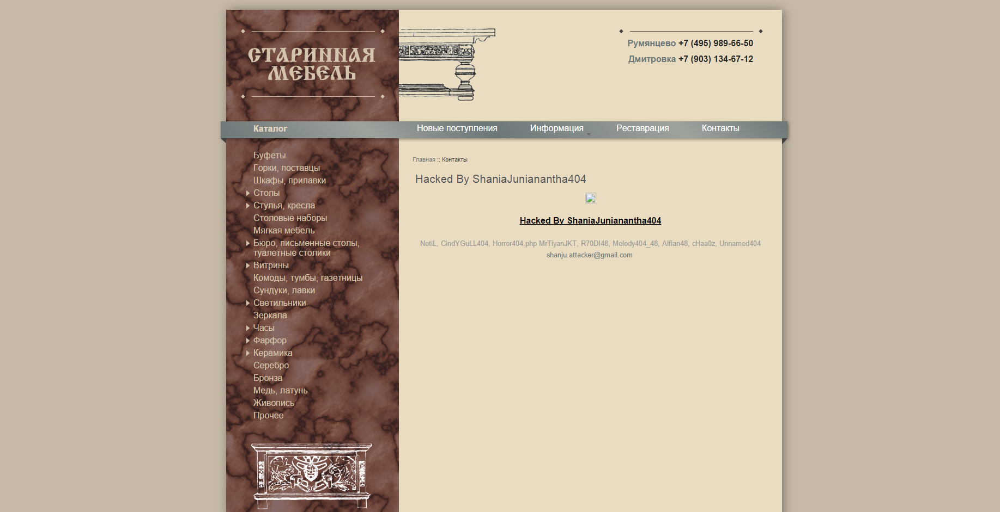 СТАРИННАЯ
МЕБЕЛЬ
Румянцево +7 (495) 989-66-50
Дмитровка +7 (903) 134-67-12
Каталог
Новые поступления
Информация
Реставрация
Контакты
Буфеты
Горки, поставцы
Шкафы, прилавки
Столы
Стулья, кресла
Столовые наборы
Мягкая мебель
Бюро, письменные столы,
туалетные столики
Витрины
Комоды, тумбы, газетницы
Сундуки, лавки
Светильники
Зеркала
Часы
Фарфор
Керамика
Серебро
Бронза
Медь, латунь
Живопись
Прочее
Главная :: Контакты
Hacked By ShaniaJunianantha404
Hacked By ShaniaJunianantha404
NotiL, CindYGuLL404, Horror404.php MrTiyanJKT, R70DI48, Melody404_48, Alfian48, cHaa0z, Unnamed404
shanju.attacker@gmail.com